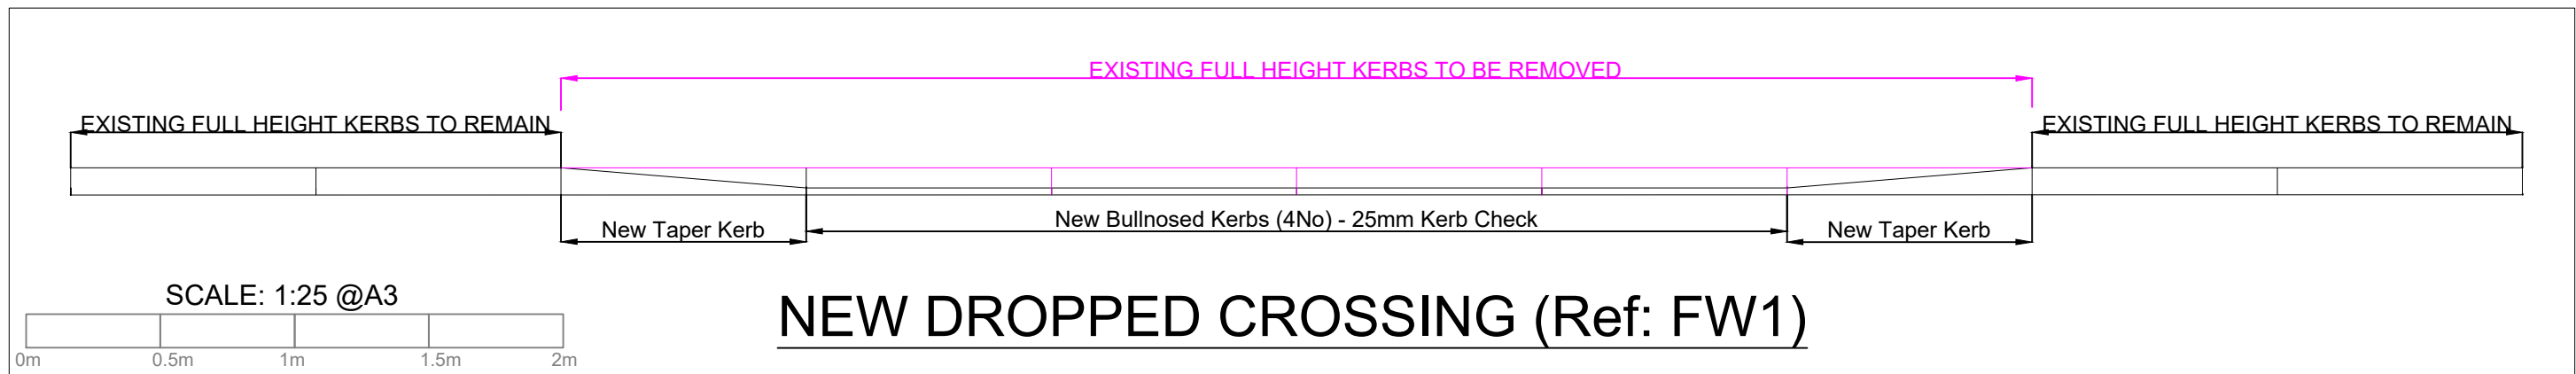 EXISTING FULL HEIGHT KERBS TO BE REMOVED
EXISTING FULL HEIGHT KERBS TO REMAIN
EXISTING FULL HEIGHT KERBS TO REMAIN
New Taper Kerb
New Bullnosed Kerbs (4No) - 25mm Kerb Check
New Taper Kerb
SCALE: 1:25 @A3
0m 0.5m 1m 1.5m 2m
NEW DROPPED CROSSING (Ref: FW1)